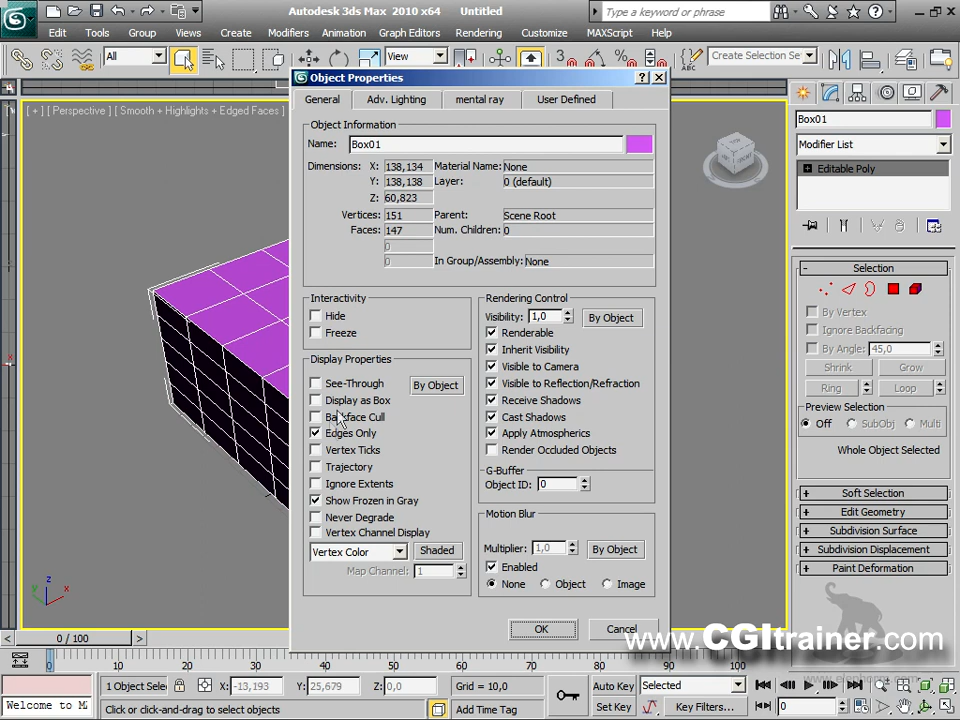 Autodesk 3ds Max 2010 x64 Untitled
Type a keyword or phrase
Edit Tools Group Views Create Modifiers Animation Graph Editors Rendering Customize MAXScript Help
All
View
3
Create Selection Se
[ + ] [ Perspective ] [ Smooth + Highlights + Edged Faces ]
Object Properties
General
Adv. Lighting
mental ray
User Defined
Object Information
Name: Box01
Dimensions: X: 138,134
Y: 138,138
Z: 60,823
Vertices: 151
Faces: 147
0
0
Material Name: None
Layer: 0 (default)
Parent: Scene Root
Num. Children: 0
In Group/Assembly: None
Interactivity
Hide
Freeze
Display Properties
See-Through
By Object
Display as Box
Backface Cull
Edges Only
Vertex Ticks
Trajectory
Ignore Extents
Show Frozen in Gray
Never Degrade
Vertex Channel Display
Vertex Color
Shaded
Map Channel: 1
Rendering Control
Visibility: 1,0
By Object
Renderable
Inherit Visibility
Visible to Camera
Visible to Reflection/Refraction
Receive Shadows
Cast Shadows
Apply Atmospherics
Render Occluded Objects
G-Buffer
Object ID: 0
Motion Blur
Multiplier: 1,0
By Object
Enabled
None Object Image
OK
Cancel
Box01
Modifier List
Editable Poly
Selection
By Vertex
Ignore Backfacing
By Angle: 45,0
Shrink Grow
Ring Loop
Preview Selection
Off SubObj Multi
Whole Object Selected
Soft Selection
Edit Geometry
Subdivision Surface
Subdivision Displacement
Paint Deformation
z
y
x
www.CGItrainer.com
0 / 100
0 10 20 30 40 50 60 70 80 90 100
1 Object Selec
X: -13,193
Y: 25,679
Z: 0,0
Grid = 10,0
Auto Key
Selected
Welcome to M
Click or click-and-drag to select objects
Add Time Tag
Set Key
Key Filters...
0